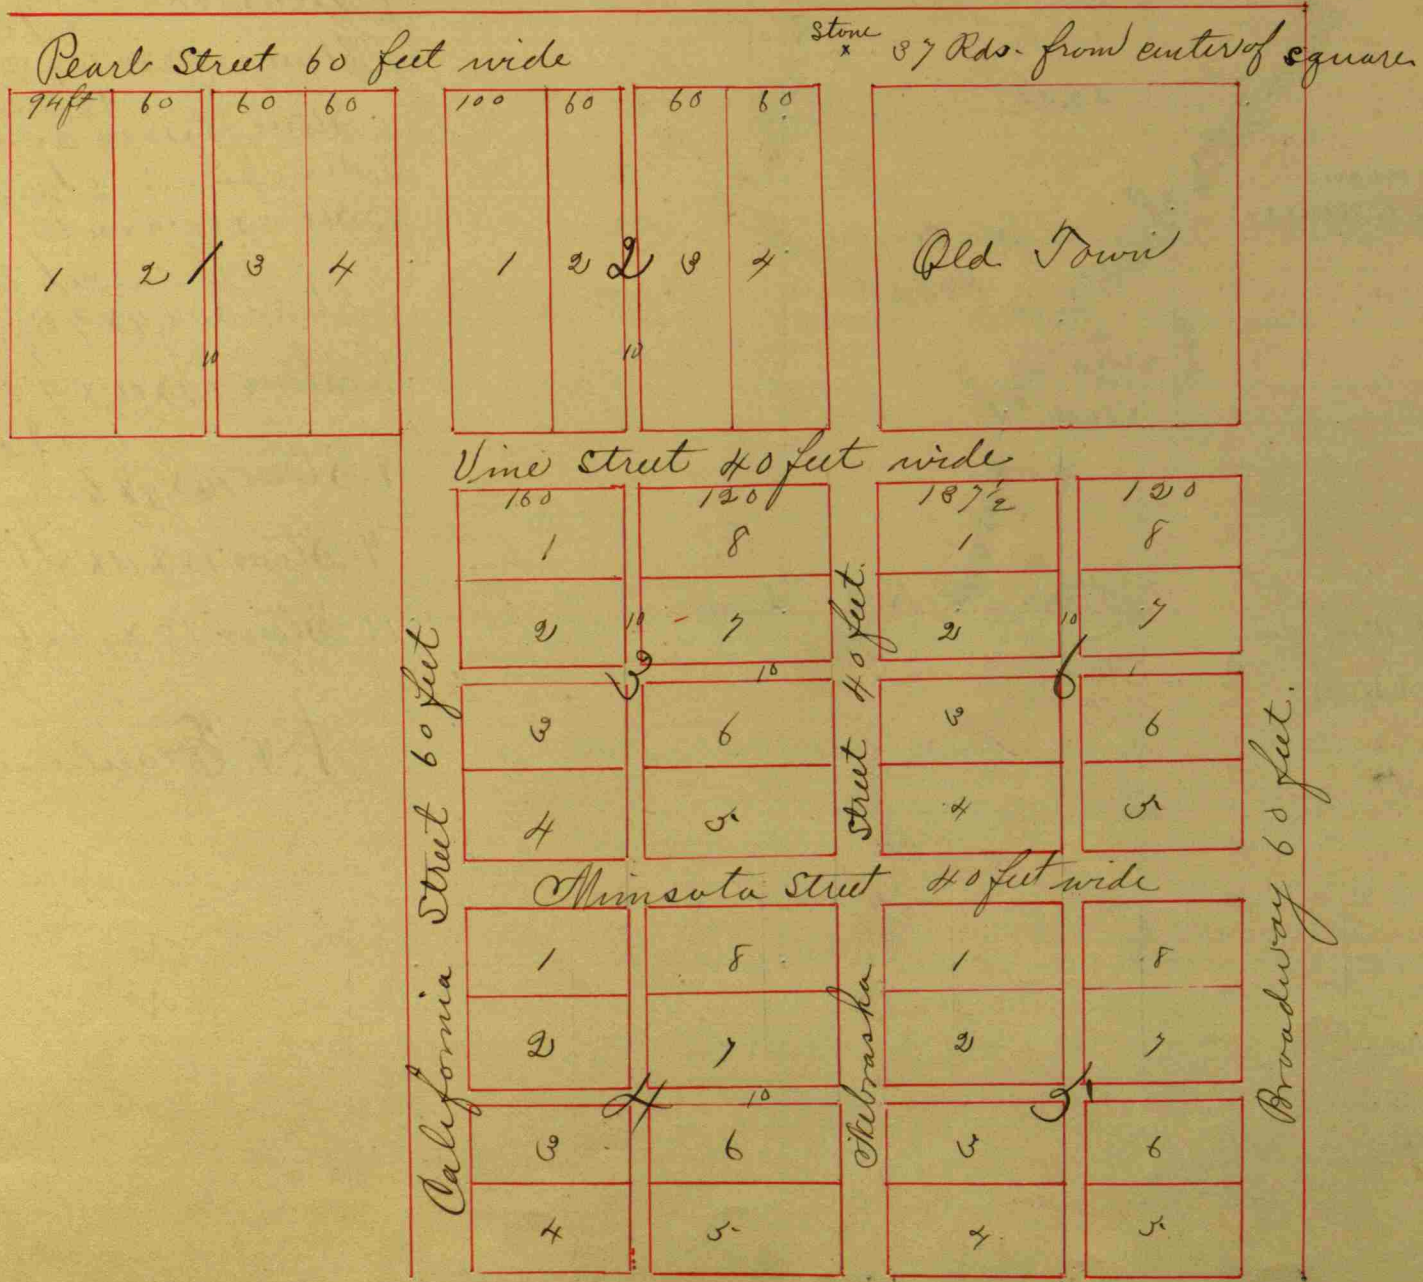 Stone
x
Pearl Street 60 feet wide
37 Rds. from center of square
94ft 60 60 60 100 60 60 60
1 2 1 3 4 1 2 2 3 4
Old Town
10 10
Vine Street 40 feet wide
160 120 137½ 120
1 8 1 8
2 10 7 2 10 7
3 10 6
3 6 3 6
4 5 4 5
California Street 60 feet
Nebraska Street 40 feet
Broadway 60 feet.
Minsota Street 40 feet wide
1 8 1 8
2 7 2 7
4 10 5
3 6 3 6
4 5 4 5